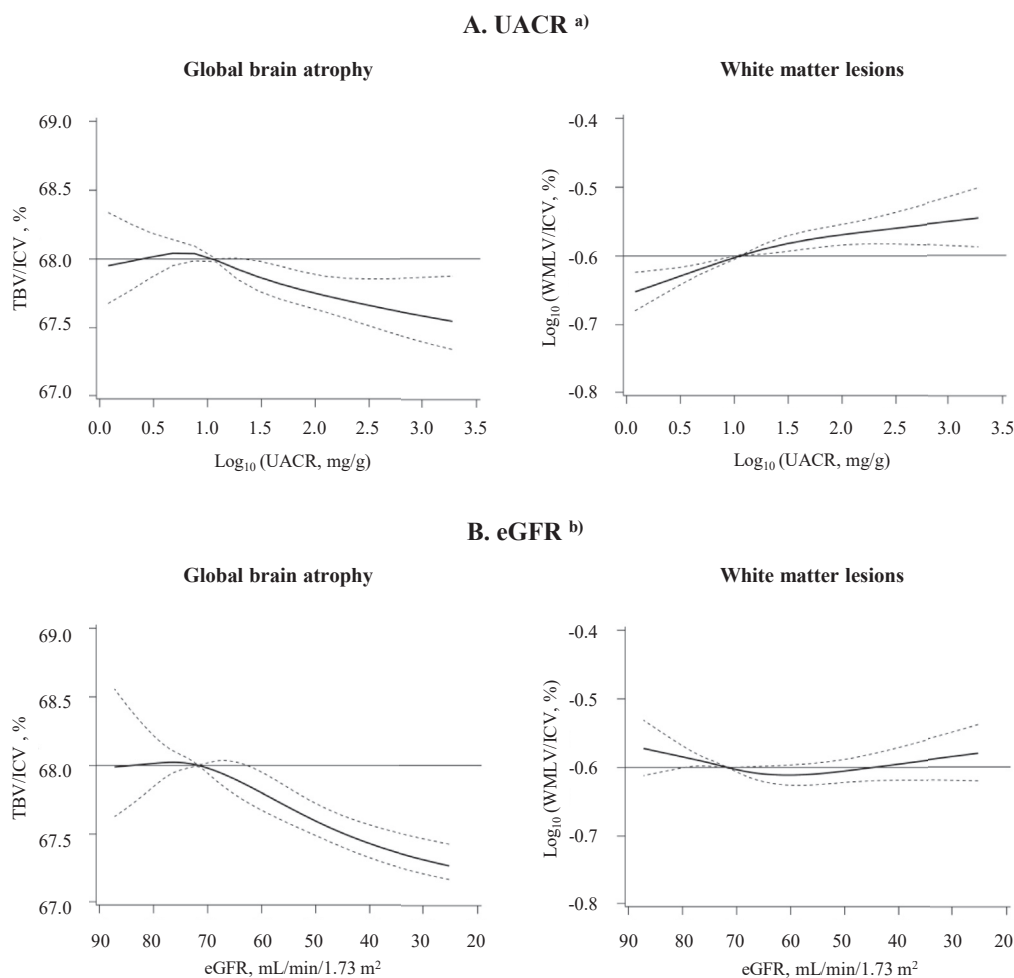 A. UACR a)
Global brain atrophy
White matter lesions
TBV/ICV , %
69.0
68.5
68.0
67.5
67.0
0.0 0.5 1.0 1.5 2.0 2.5 3.0 3.5
Log10 (UACR, mg/g)
Log10 (WMLV/ICV, %)
-0.4
-0.5
-0.6
-0.7
-0.8
0.0 0.5 1.0 1.5 2.0 2.5 3.0 3.5
Log10 (UACR, mg/g)
B. eGFR b)
Global brain atrophy
White matter lesions
TBV/ICV, %
69.0
68.5
68.0
67.5
67.0
90 80 70 60 50 40 30 20
eGFR, mL/min/1.73 m²
Log10 (WMLV/ICV, %)
-0.4
-0.5
-0.6
-0.7
-0.8
90 80 70 60 50 40 30 20
eGFR, mL/min/1.73 m²